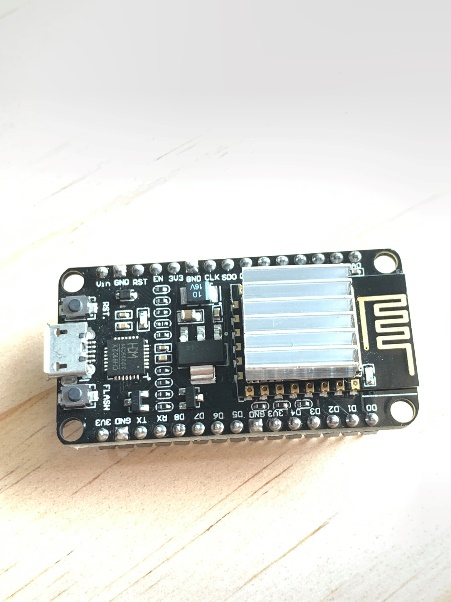 Vin GND RST EN 3V3 GND CLK SD0
RST
10
16V
FLASH
3V3 GND TX RX D8 D7 D6 D5 GND 3V3 D4 D3 D2 D1 D0